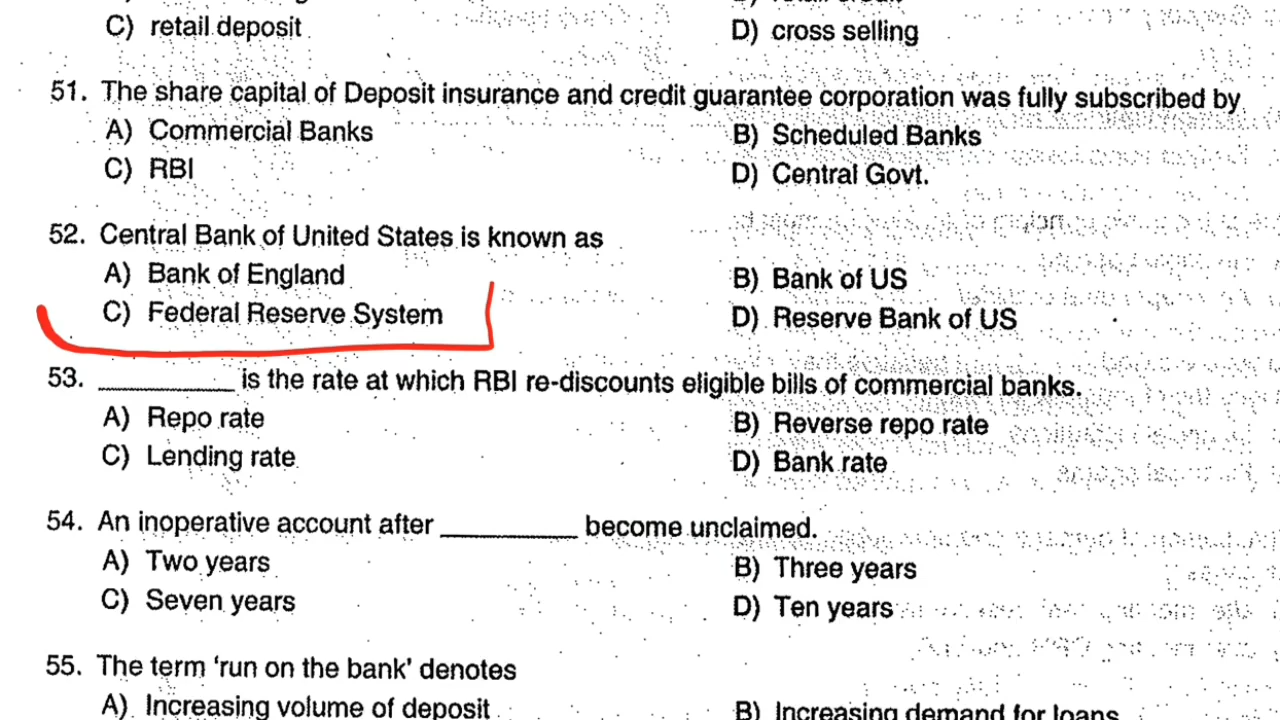 C) retail deposit
D) cross selling
51. The share capital of Deposit insurance and credit guarantee corporation was fully subscribed by
A) Commercial Banks
B) Scheduled Banks
C) RBI
D) Central Govt.
52. Central Bank of United States is known as
A) Bank of England
B) Bank of US
C) Federal Reserve System
D) Reserve Bank of US
53. __________ is the rate at which RBI re-discounts eligible bills of commercial banks.
A) Repo rate
B) Reverse repo rate
C) Lending rate
D) Bank rate
54. An inoperative account after __________ become unclaimed.
A) Two years
B) Three years
C) Seven years
D) Ten years
55. The term 'run on the bank' denotes
A) Increasing volume of deposit
B) Increasing demand for loans